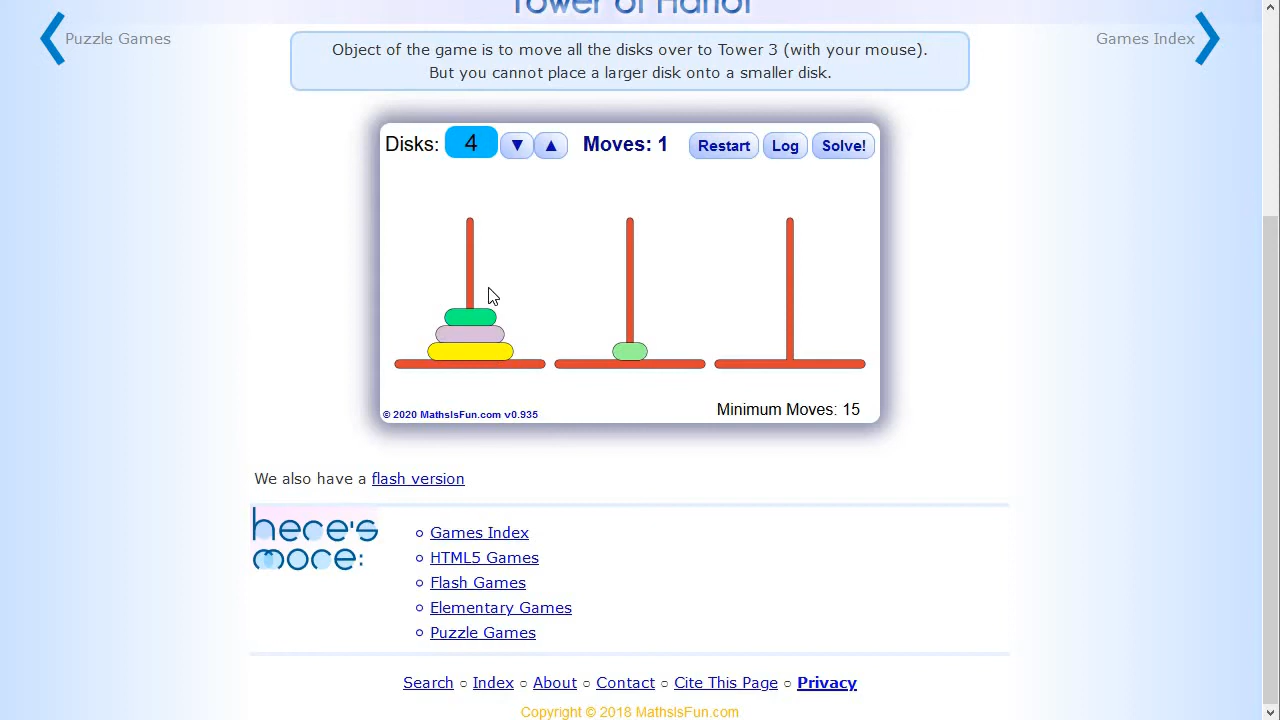 Tower of Hanoi
Puzzle Games
Games Index
Object of the game is to move all the disks over to Tower 3 (with your mouse).
But you cannot place a larger disk onto a smaller disk.
Disks: 4 ▼ ▲ Moves: 1 Restart Log Solve!
© 2020 MathsIsFun.com v0.935
Minimum Moves: 15
We also have a flash version
here's
more:
Games Index
HTML5 Games
Flash Games
Elementary Games
Puzzle Games
Search ○ Index ○ About ○ Contact ○ Cite This Page ○ Privacy
Copyright © 2018 MathsIsFun.com